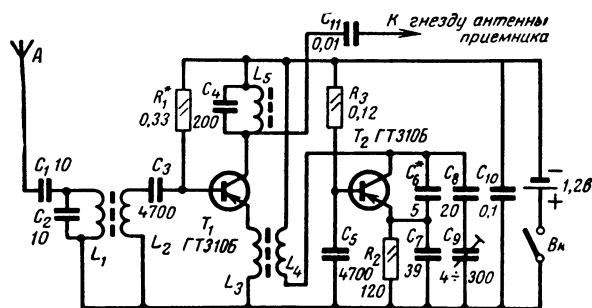 C₁₁
0,01
К гнезду антенны
приемника
A
R₁*
0,33
C₄
200
L₅
R₃
0,12
T₂ ГТ310Б
C₁ 10
C₂
10
C₃
4700
L₁
L₂
T₁
ГТ310Б
L₃
L₄
C₅
4700
R₂
120
C₆*
5
C₇
39
C₈
20
C₉
4÷300
C₁₀
0,1
1,2в
Вк